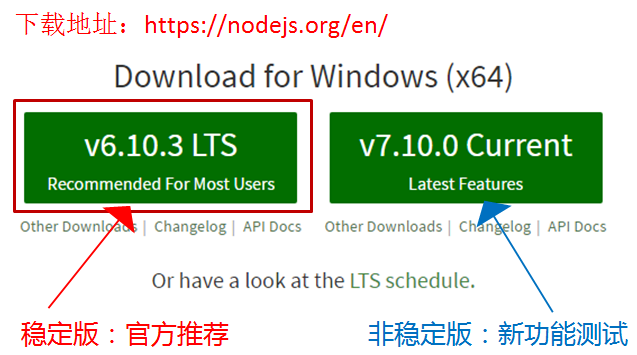 下载地址：https://nodejs.org/en/
Download for Windows (x64)
v6.10.3 LTS
Recommended For Most Users
v7.10.0 Current
Latest Features
Other Downloads | Changelog | API Docs
Other Downloads | Changelog | API Docs
Or have a look at the LTS schedule.
稳定版：官方推荐
非稳定版：新功能测试